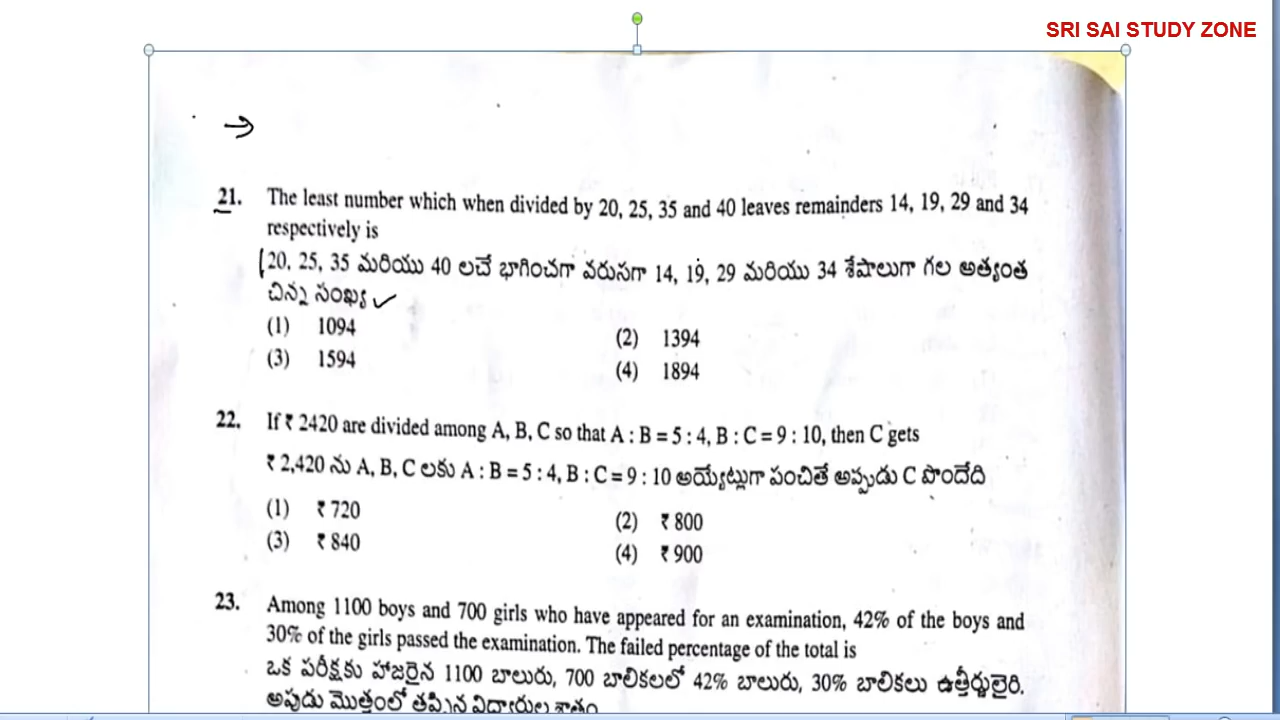 SRI SAI STUDY ZONE
21. The least number which when divided by 20, 25, 35 and 40 leaves remainders 14, 19, 29 and 34
respectively is
20, 25, 35 మరియు 40 లచే భాగించగా వరుసగా 14, 19, 29 మరియు 34 శేషాలుగా గల అత్యంత
చిన్న సంఖ్య
(1) 1094 (2) 1394
(3) 1594 (4) 1894
22. If ₹ 2420 are divided among A, B, C so that A : B = 5 : 4, B : C = 9 : 10, then C gets
₹ 2,420 ను A, B, C లకు A : B = 5 : 4, B : C = 9 : 10 అయ్యేట్లుగా పంచితే అప్పుడు C పొందేది
(1) ₹ 720 (2) ₹ 800
(3) ₹ 840 (4) ₹ 900
23. Among 1100 boys and 700 girls who have appeared for an examination, 42% of the boys and
30% of the girls passed the examination. The failed percentage of the total is
ఒక పరీక్షకు హాజరైన 1100 బాలురు, 700 బాలికలలో 42% బాలురు, 30% బాలికలు ఉత్తీర్ణులైరి.
అపుడు మొత్తంలో తప్పిన విద్యార్థుల శాతం